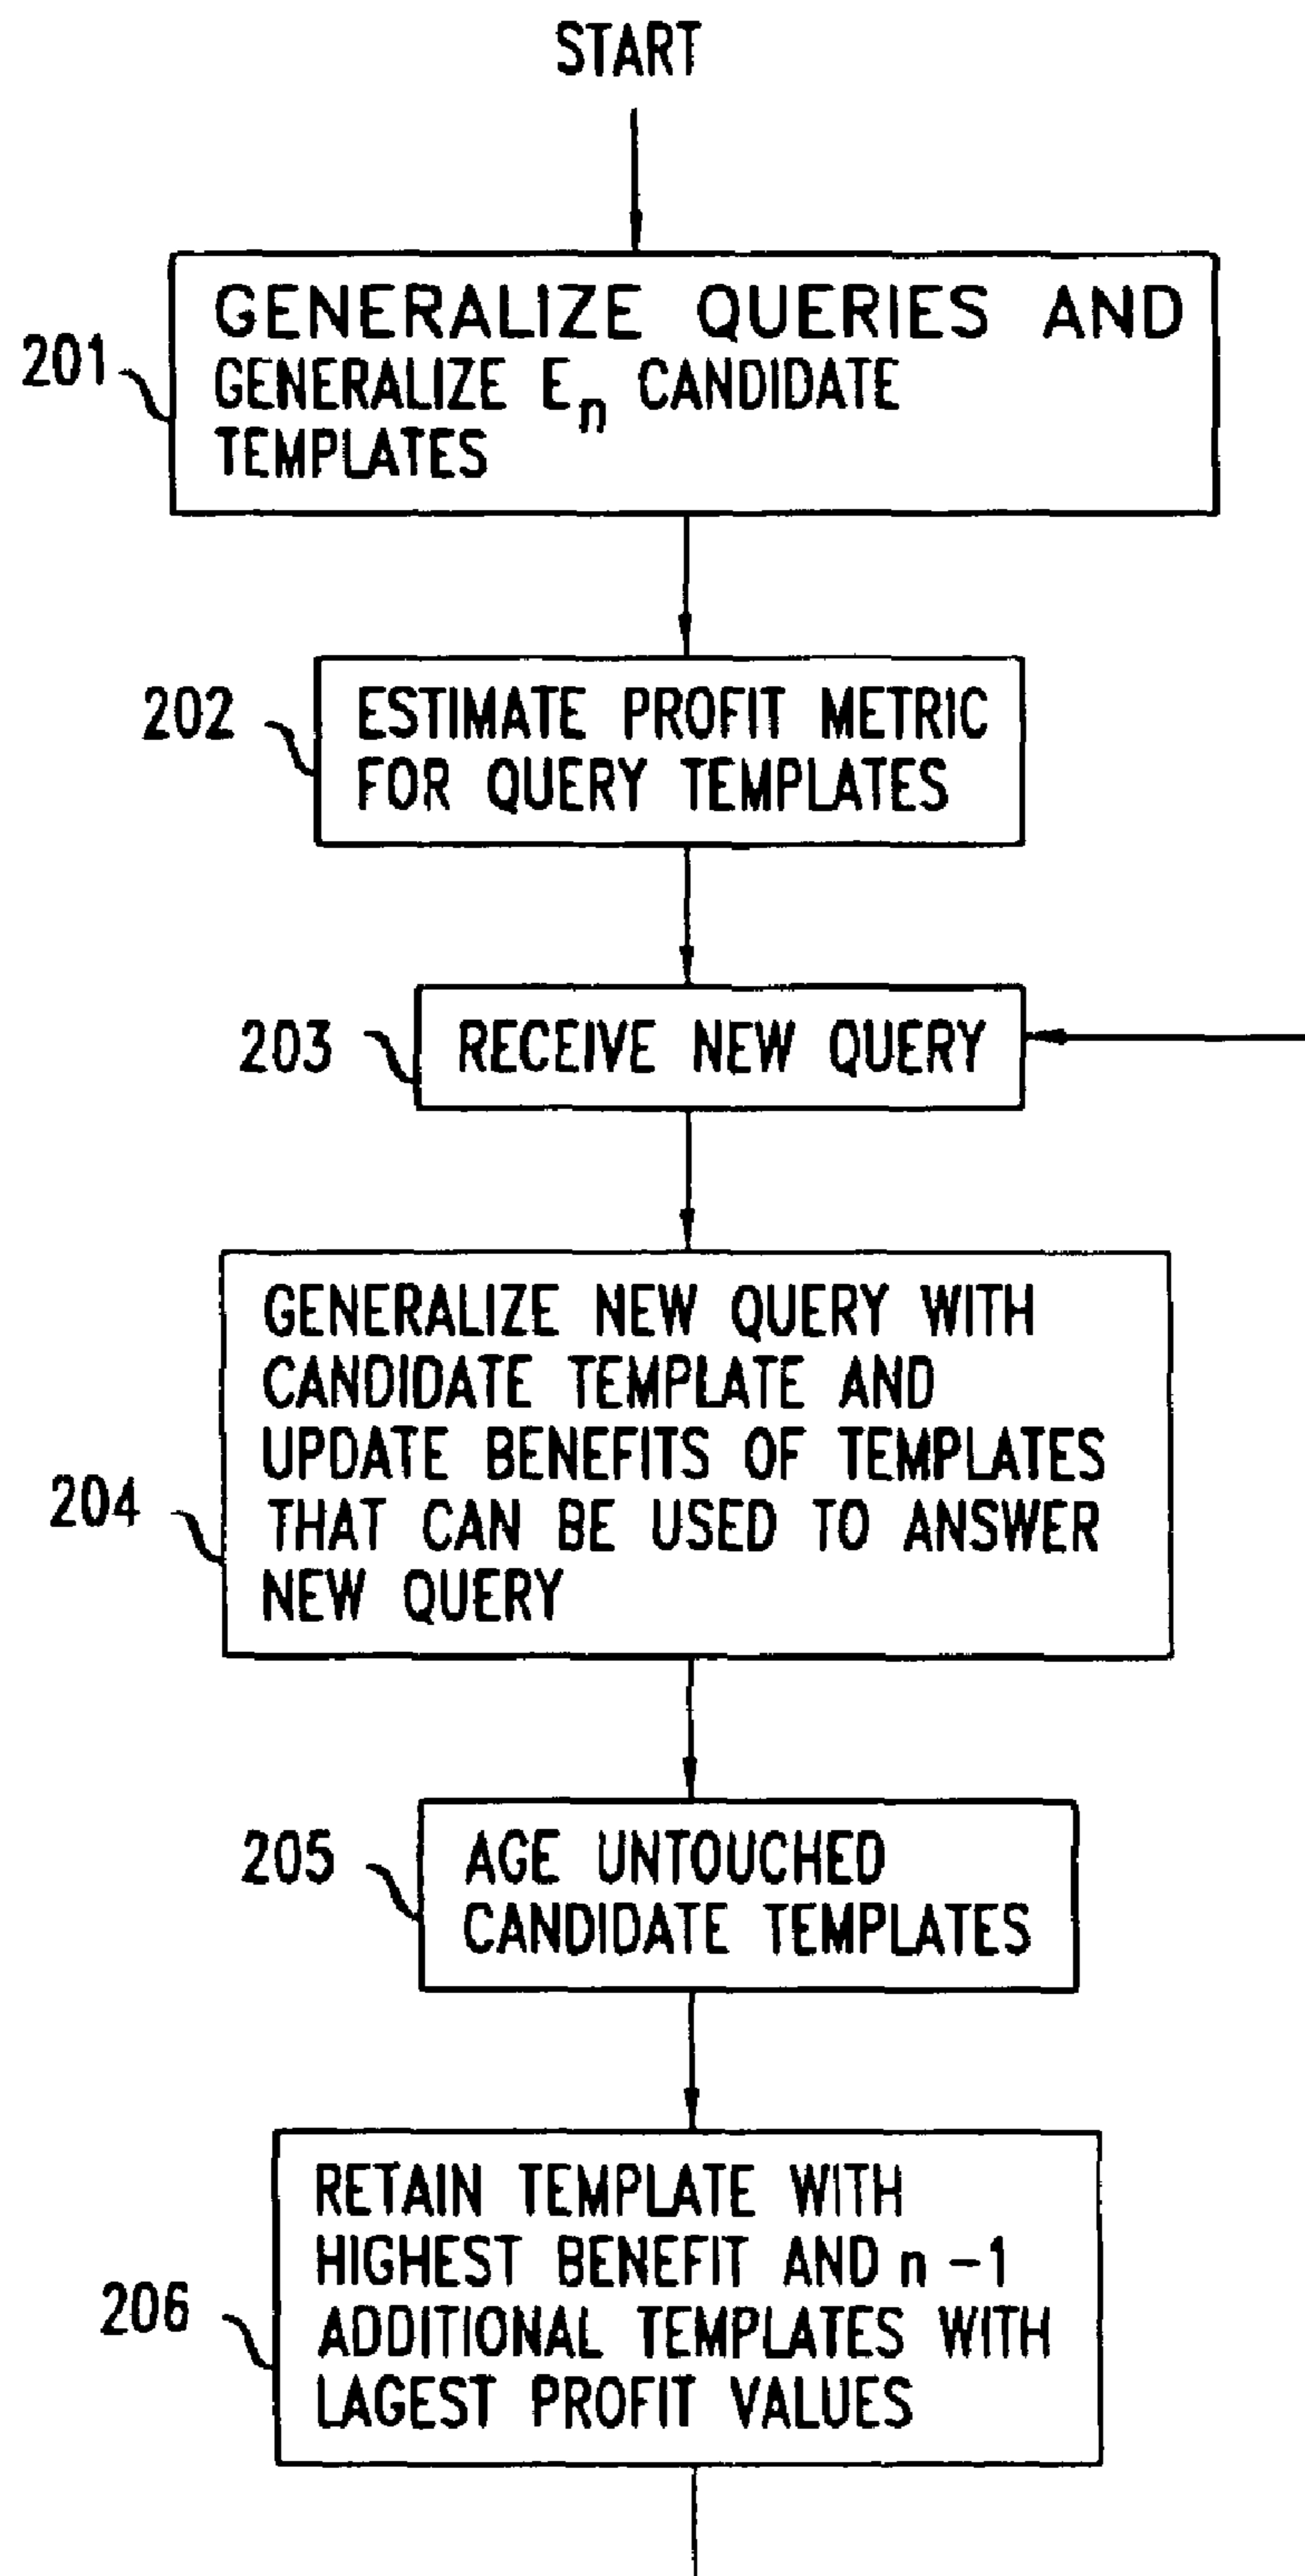 START
201
GENERALIZE QUERIES AND
GENERALIZE En CANDIDATE
TEMPLATES
202
ESTIMATE PROFIT METRIC
FOR QUERY TEMPLATES
203
RECEIVE NEW QUERY
204
GENERALIZE NEW QUERY WITH
CANDIDATE TEMPLATE AND
UPDATE BENEFITS OF TEMPLATES
THAT CAN BE USED TO ANSWER
NEW QUERY
205
AGE UNTOUCHED
CANDIDATE TEMPLATES
206
RETAIN TEMPLATE WITH
HIGHEST BENEFIT AND n-1
ADDITIONAL TEMPLATES WITH
LAGEST PROFIT VALUES